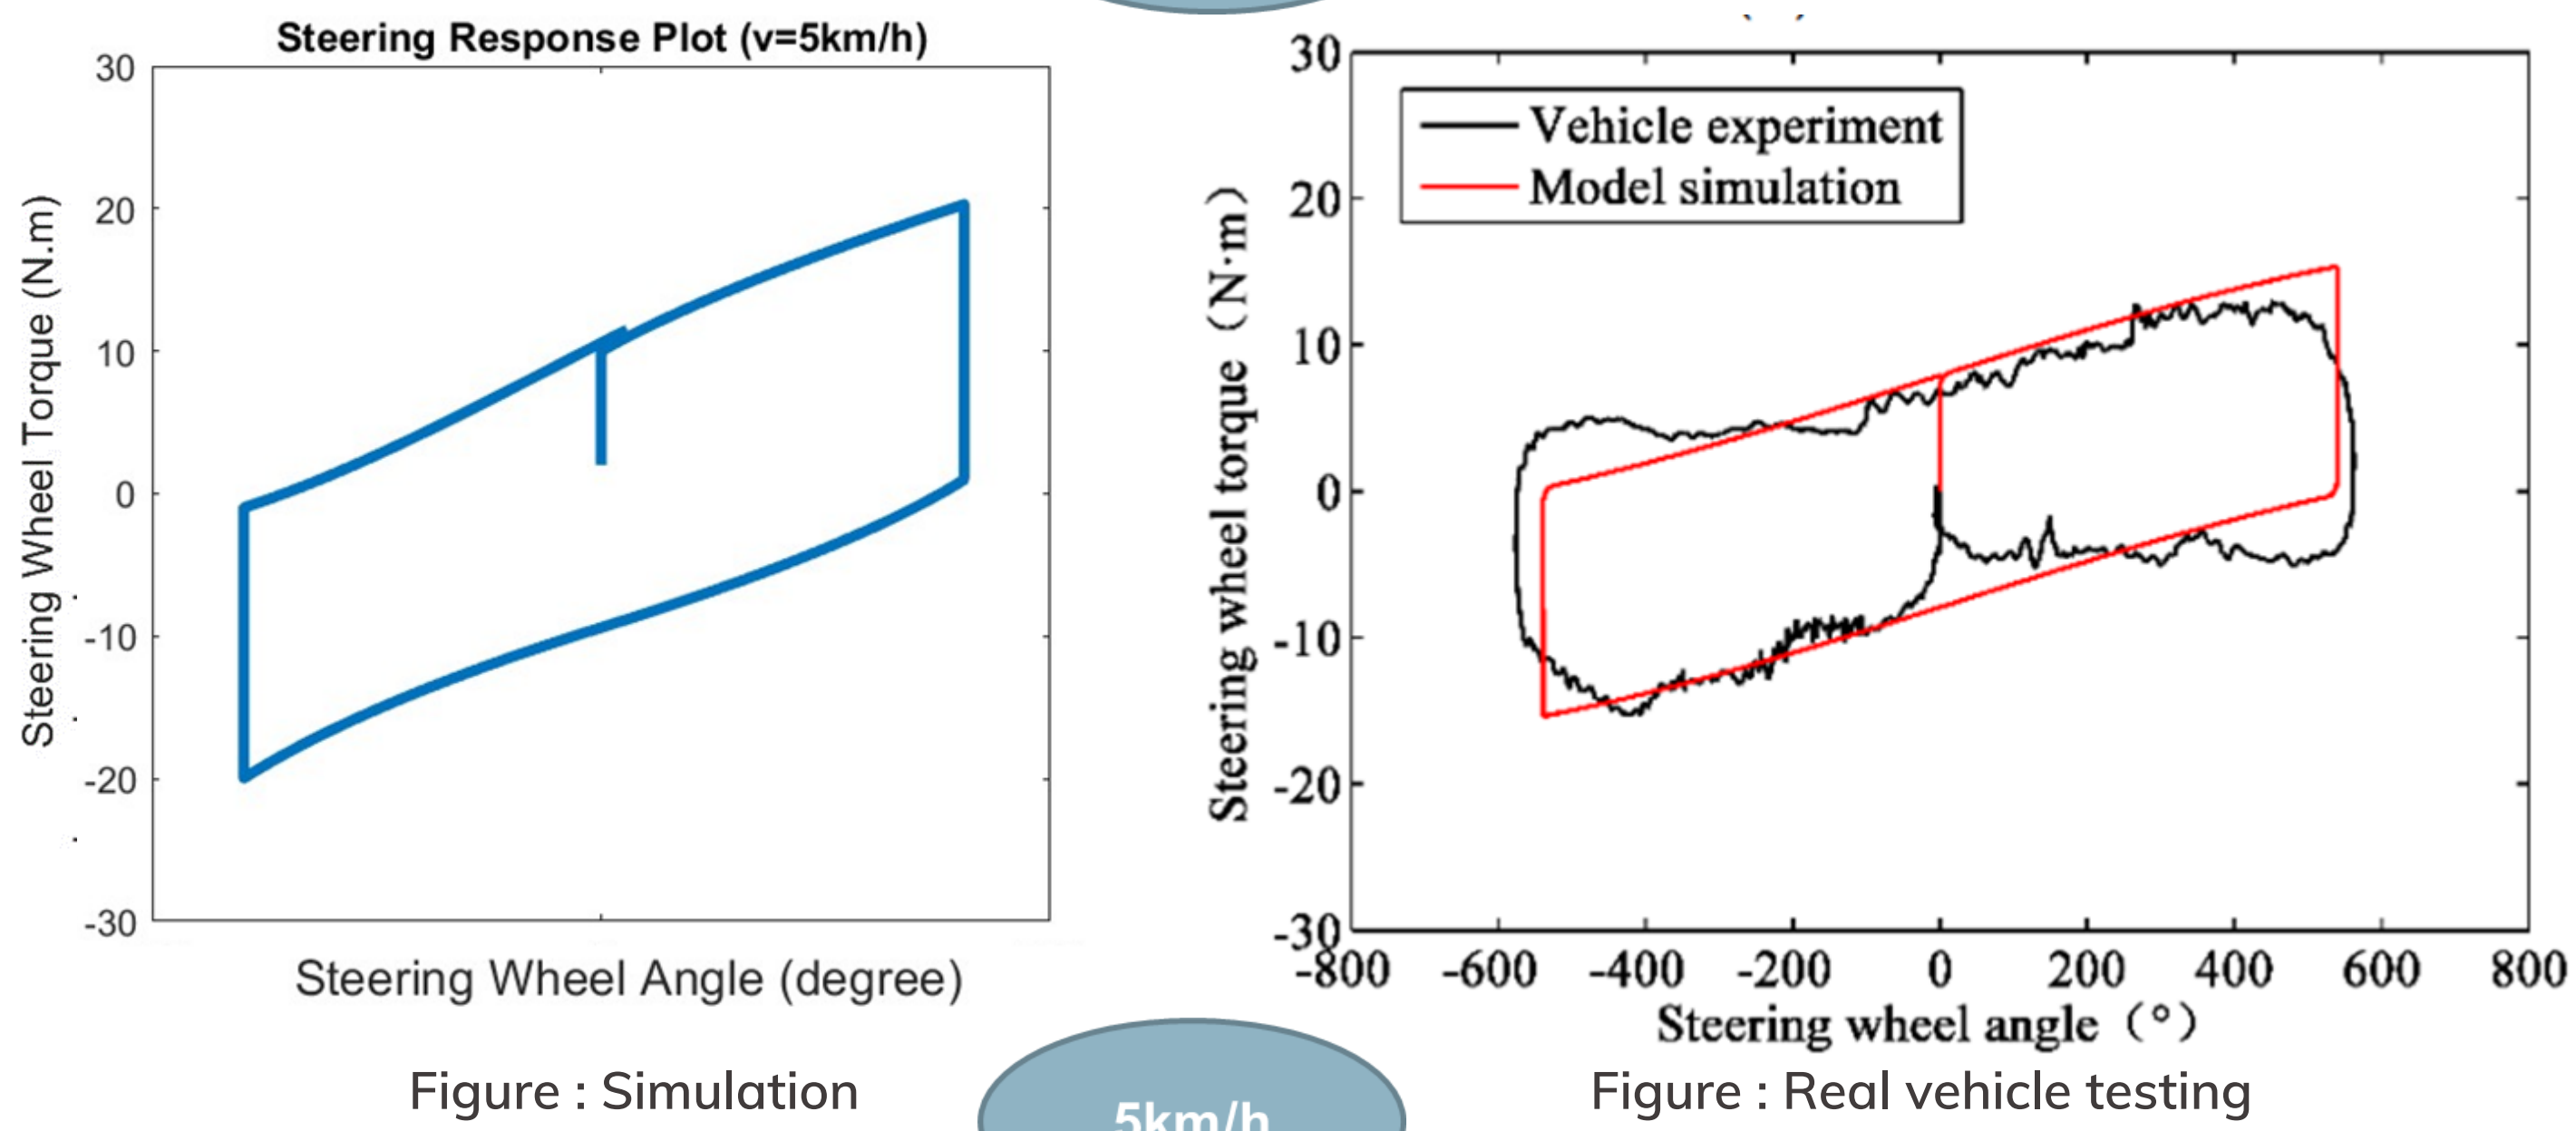 Steering Response Plot (v=5km/h)
30
20
10
0
-10
-20
-30
Steering Wheel Torque (N.m)
Steering Wheel Angle (degree)
Figure : Simulation
30
20
10
0
-10
-20
-30
Steering wheel torque（N·m）
Vehicle experiment
Model simulation
-800 -600 -400 -200 0 200 400 600 800
Steering wheel angle（°）
Figure : Real vehicle testing
5km/h